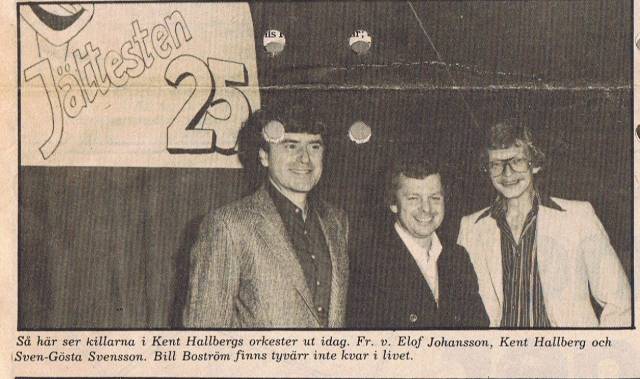 Jättesten
25
Så här ser killarna i Kent Hallbergs orkester ut idag. Fr. v. Elof Johansson, Kent Hallberg och
Sven-Gösta Svensson. Bill Boström finns tyvärr inte kvar i livet.